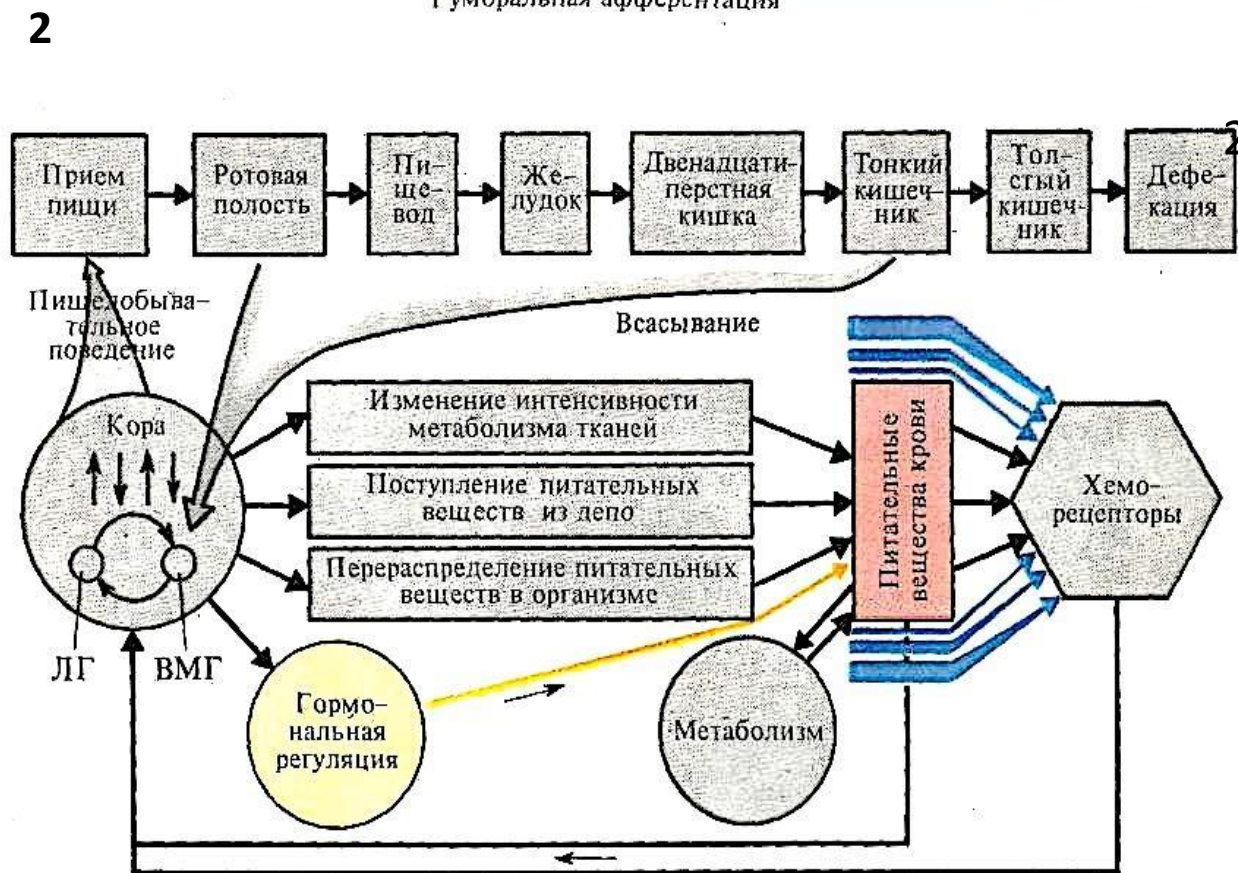 Гуморальная афферентация
2
2
Прием
пищи
Ротовая
полость
Пи-
ще-
вод
Же-
лудок
Двенадцати-
перстная
кишка
Тонкий
кишеч-
ник
Тол-
стый
кишеч-
ник
Дефе-
кация
Пищедобыва-
тельное
поведение
Всасывание
Кора
Изменение интенсивности
метаболизма тканей
Поступление питательных
веществ из депо
Перераспределение питательных
веществ в организме
Питательные
вещества крови
Хемо-
рецепторы
ЛГ
ВМГ
Гормо-
нальная
регуляция
Метаболизм